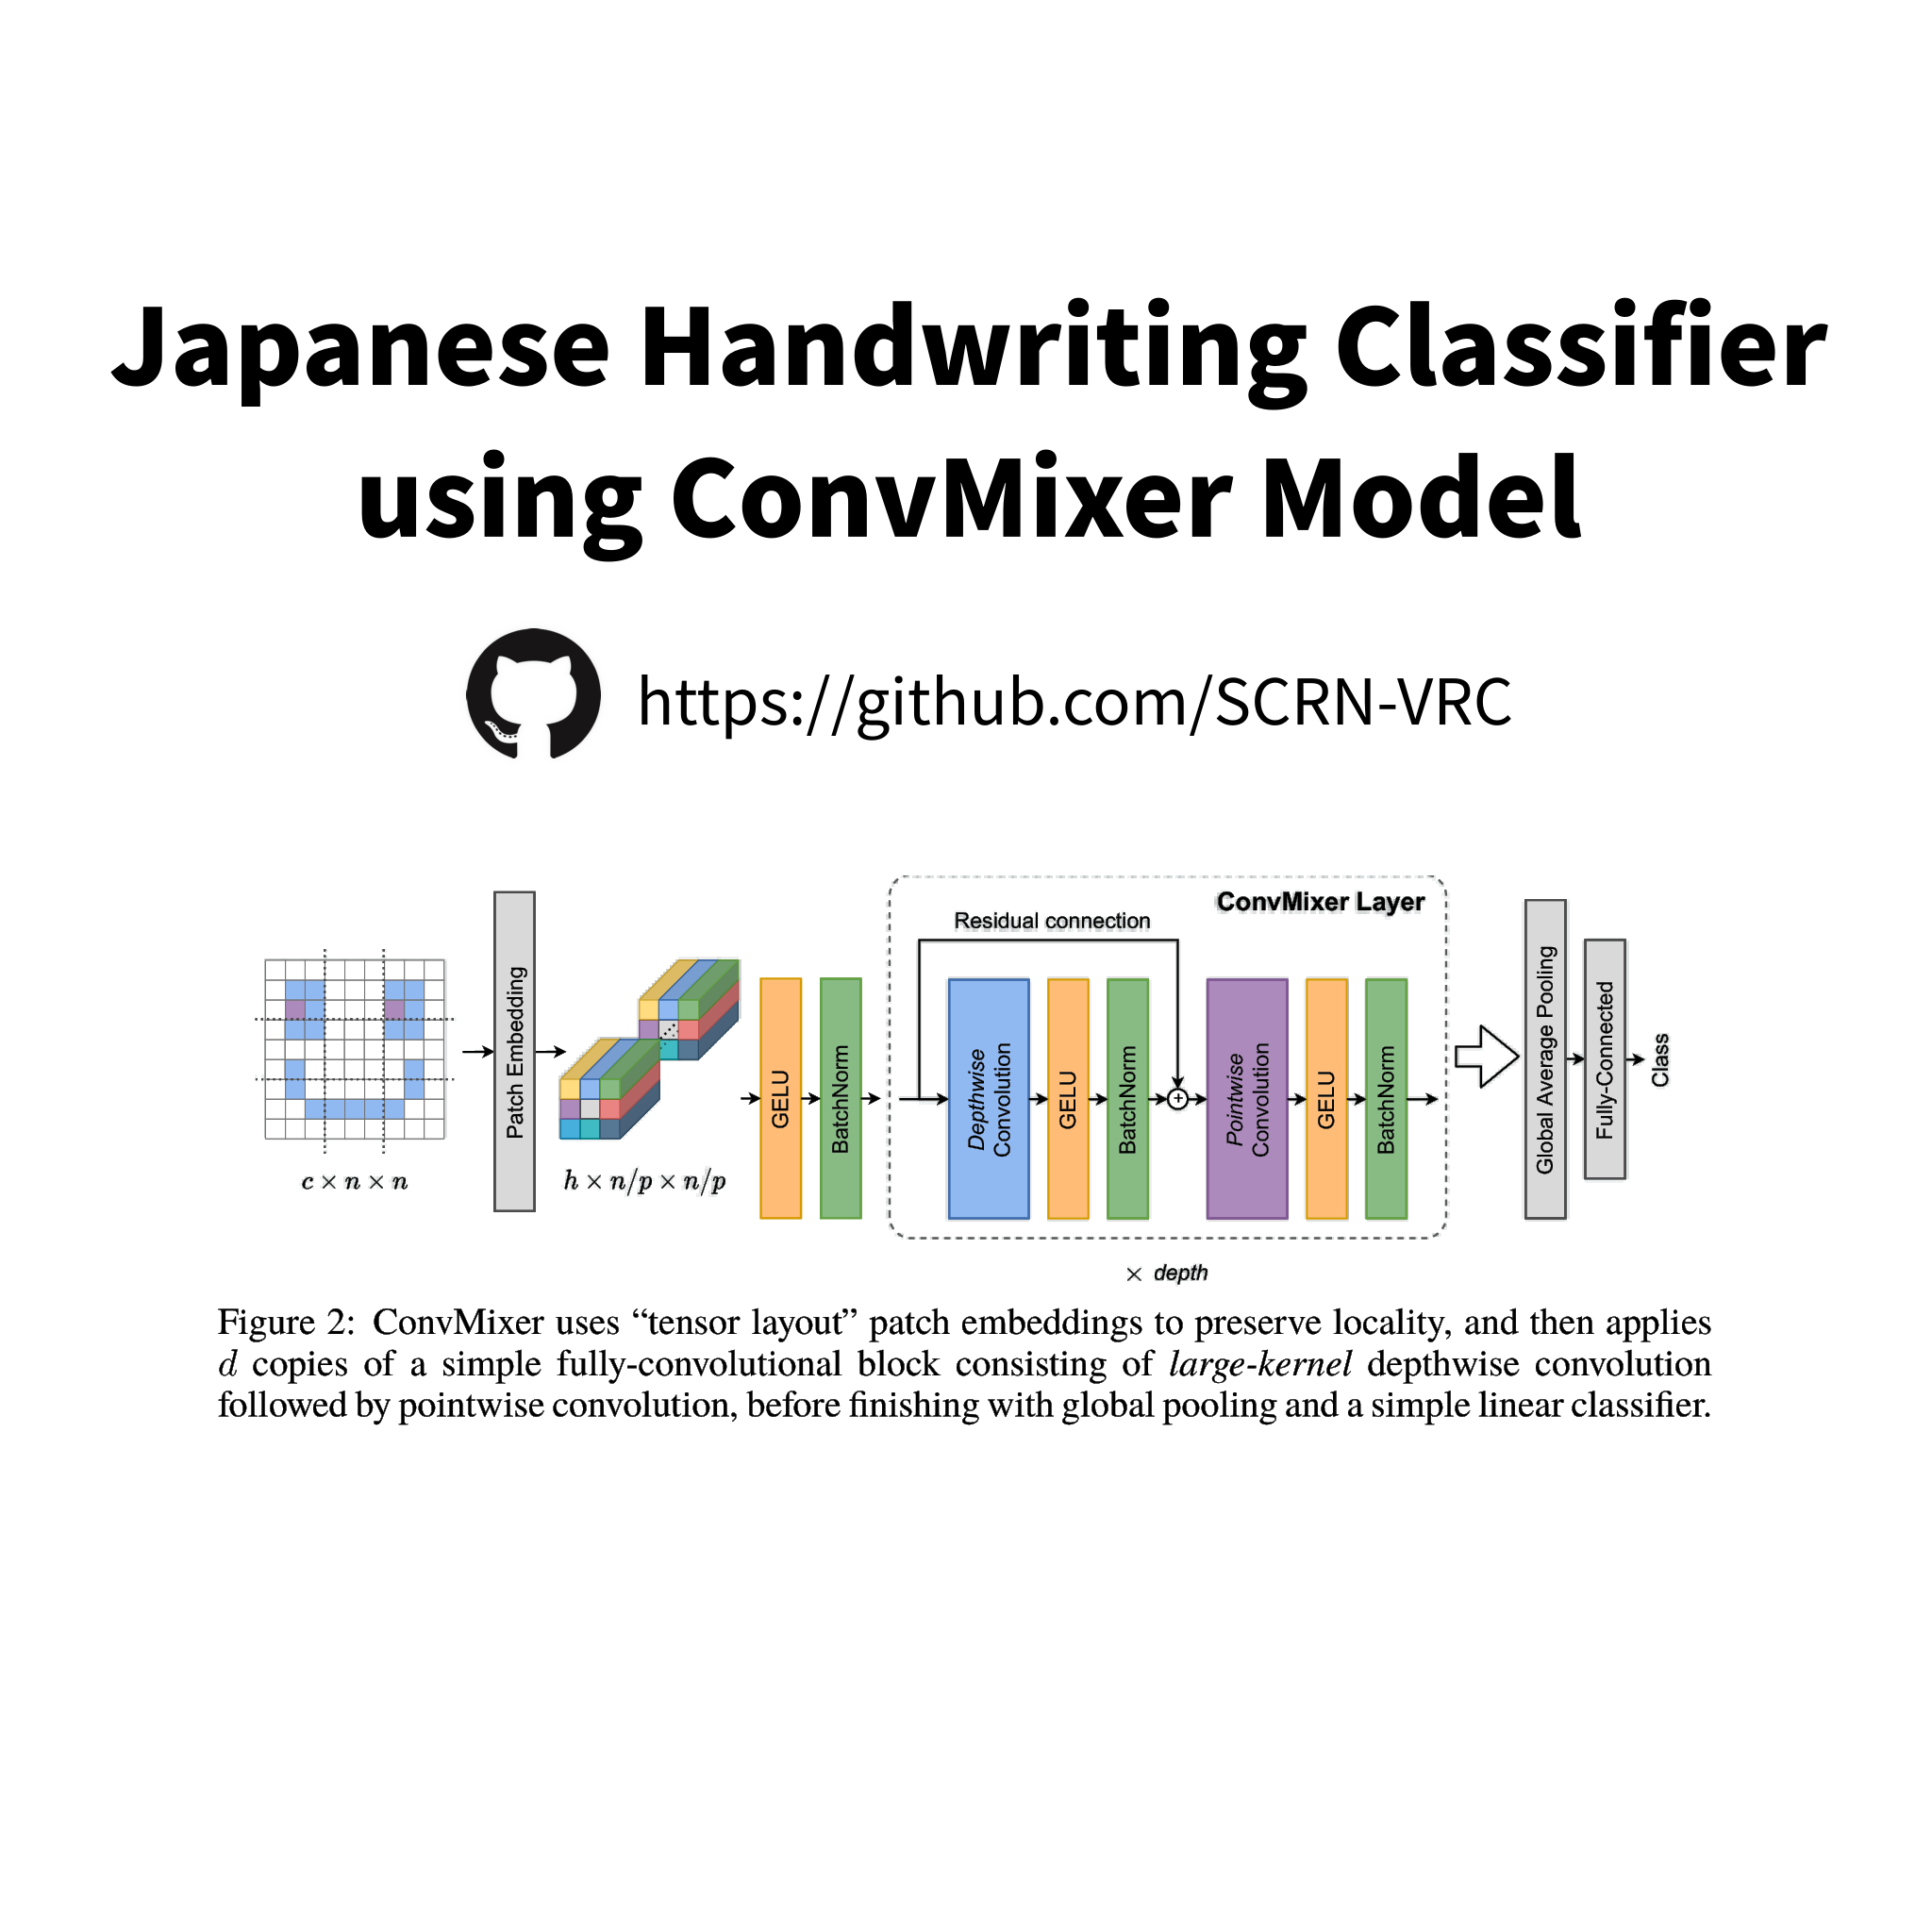 Japanese Handwriting Classifier
using ConvMixer Model
https://github.com/SCRN-VRC
c × n × n
Patch Embedding
h × n/p × n/p
GELU
BatchNorm
ConvMixer Layer
Residual connection
Depthwise
Convolution
GELU
BatchNorm
+
Pointwise
Convolution
GELU
BatchNorm
× depth
Global Average Pooling
Fully-Connected
Class
Figure 2: ConvMixer uses “tensor layout” patch embeddings to preserve locality, and then applies
d copies of a simple fully-convolutional block consisting of large-kernel depthwise convolution
followed by pointwise convolution, before finishing with global pooling and a simple linear classifier.